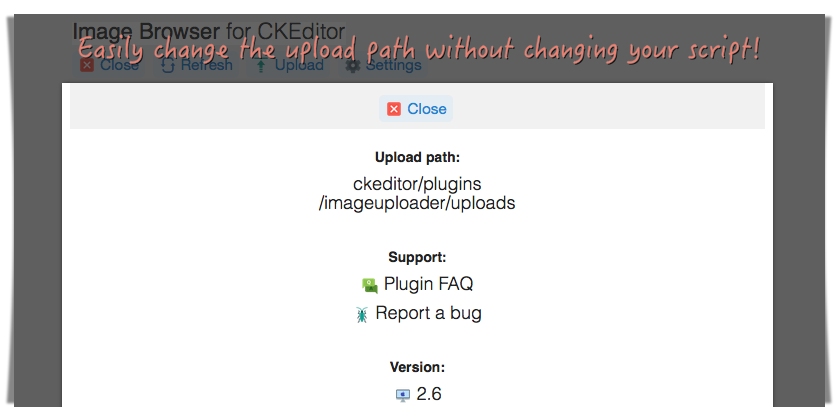 Image Browser for CKEditor
Easily change the upload path without changing your script!
Close Refresh Upload Settings
Close
Upload path:
ckeditor/plugins
/imageuploader/uploads
Support:
Plugin FAQ
Report a bug
Version:
2.6